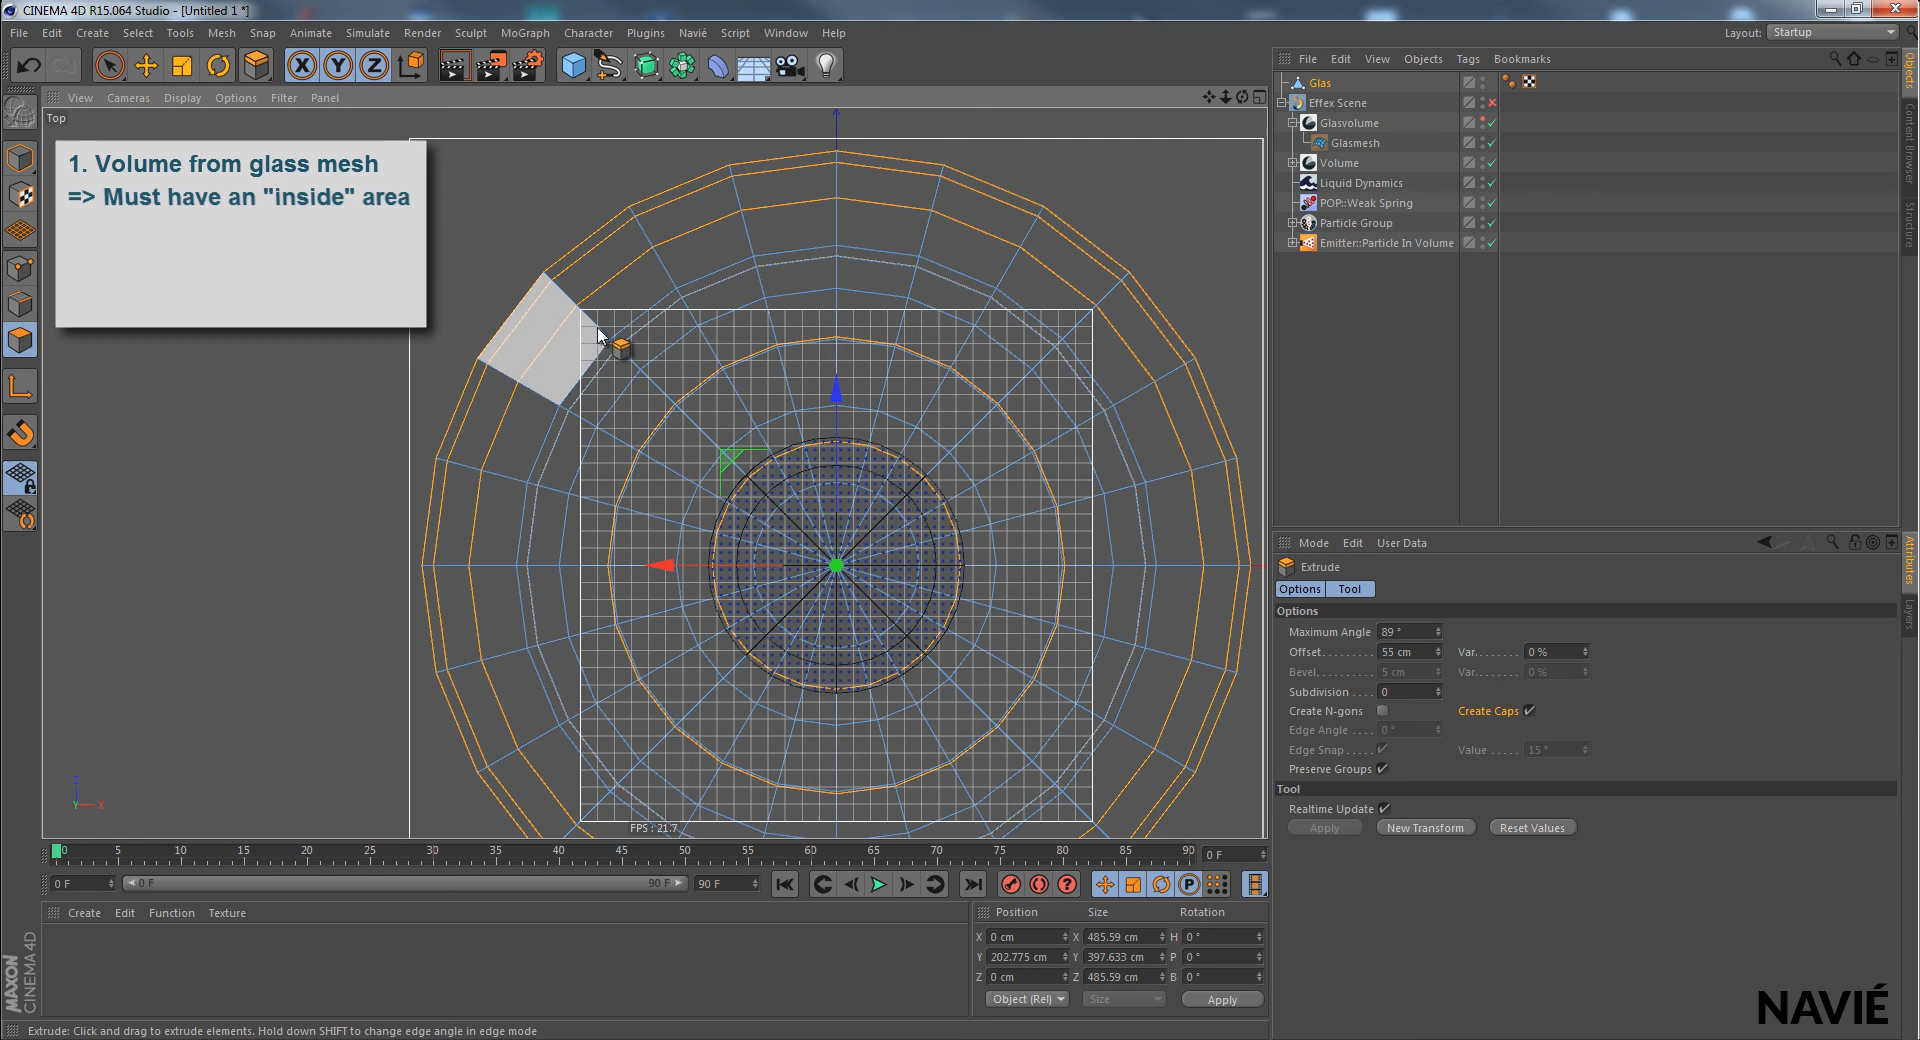 CINEMA 4D R15.064 Studio - [Untitled 1 *]
File Edit Create Select Tools Mesh Snap Animate Simulate Render Sculpt MoGraph Character Plugins Navié Script Window Help
Layout: Startup
View Cameras Display Options Filter Panel
Top
1. Volume from glass mesh
=> Must have an "inside" area
FPS : 21.7
File Edit View Objects Tags Bookmarks
Glas
Effex Scene
Glasvolume
Glasmesh
Volume
Liquid Dynamics
POP::Weak Spring
Particle Group
Emitter::Particle In Volume
Objects
Content Browser
Structure
Mode Edit User Data
Extrude
Options Tool
Options
Maximum Angle 89 °
Offset 55 cm Var. 0 %
Bevel 5 cm Var. 0 %
Subdivision 0
Create N-gons Create Caps
Edge Angle 0 °
Edge Snap Value 15 °
Preserve Groups
Tool
Realtime Update
Apply New Transform Reset Values
Attributes
Layers
Y X
Z
0 5 10 15 20 25 30 35 40 45 50 55 60 65 70 75 80 85 90
0 F
0 F 0 F 90 F 90 F
Create Edit Function Texture
Position Size Rotation
X 0 cm X 485.59 cm H 0 °
Y 202.775 cm Y 397.633 cm P 0 °
Z 0 cm Z 485.59 cm B 0 °
Object (Rel) Size Apply
MAXON
CINEMA 4D
Extrude: Click and drag to extrude elements. Hold down SHIFT to change edge angle in edge mode
NAVIÉ